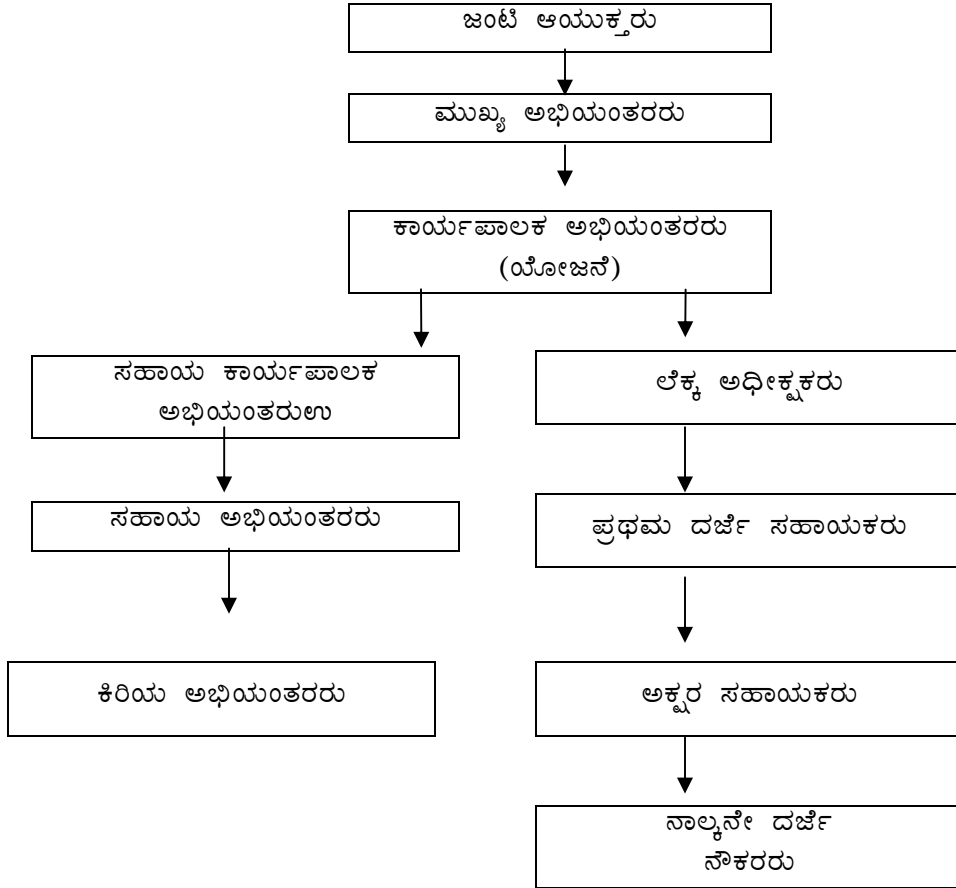 ಜಂಟಿ ಆಯುಕ್ತರು
ಮುಖ್ಯ ಅಭಿಯಂತರರು
ಕಾರ್ಯಪಾಲಕ ಅಭಿಯಂತರರು
(ಯೋಜನೆ)
ಸಹಾಯ ಕಾರ್ಯಪಾಲಕ
ಅಭಿಯಂತರುಉ
ಲೆಕ್ಕ ಅಧೀಕ್ಷಕರು
ಸಹಾಯ ಅಭಿಯಂತರರು
ಪ್ರಥಮ ದರ್ಜೆ ಸಹಾಯಕರು
ಕಿರಿಯ ಅಭಿಯಂತರರು
ಅಕ್ಷರ ಸಹಾಯಕರು
ನಾಲ್ಕನೇ ದರ್ಜೆ
ನೌಕರರು